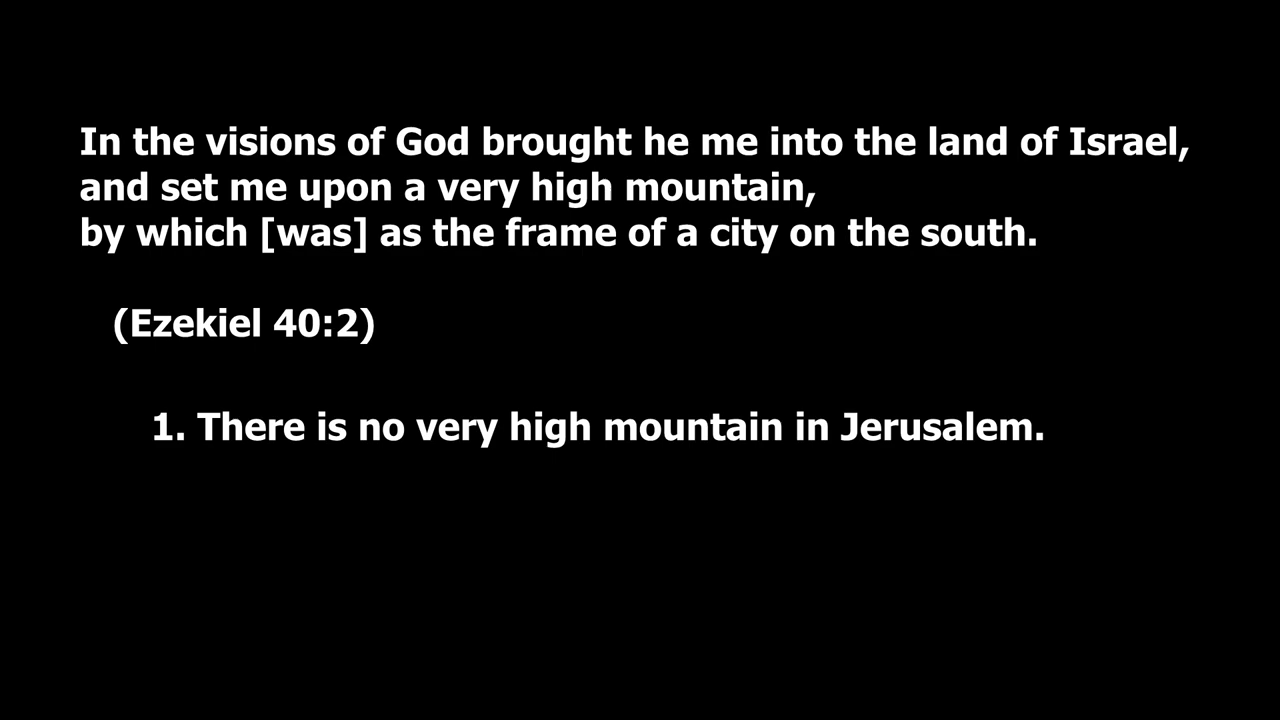 In the visions of God brought he me into the land of Israel,
and set me upon a very high mountain,
by which [was] as the frame of a city on the south.
(Ezekiel 40:2)
1. There is no very high mountain in Jerusalem.